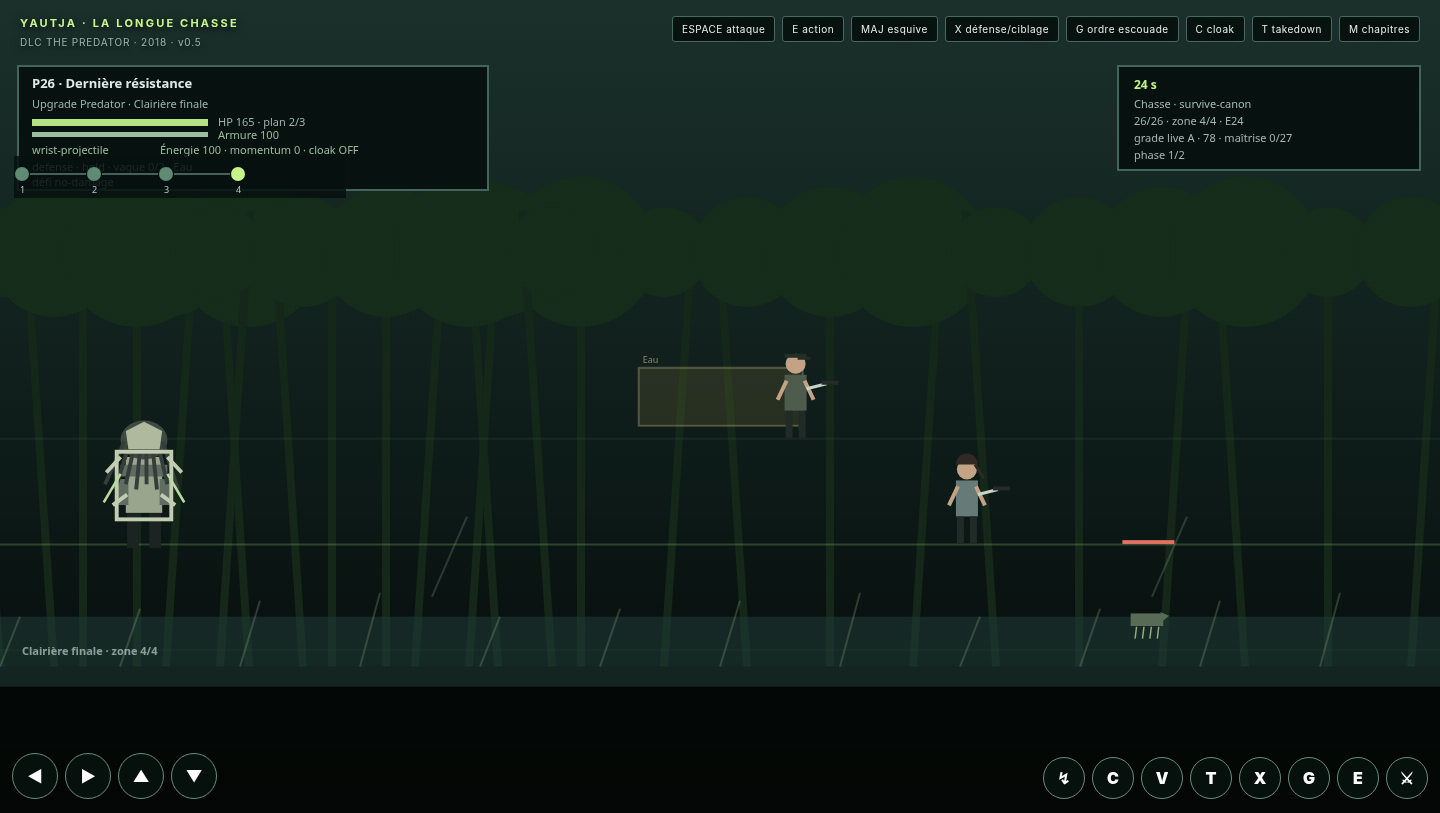 YAUTJA · LA LONGUE CHASSE
DLC THE PREDATOR · 2018 · v0.5
ESPACE attaque
E action
MAJ esquive
X défense/ciblage
G ordre escouade
C cloak
T takedown
M chapitres
P26 · Dernière résistance
Upgrade Predator · Clairière finale
HP 165 · plan 2/3
Armure 100
wrist-projectile
Énergie 100 · momentum 0 · cloak OFF
1
2
3
4
24 s
Chasse · survive-canon
26/26 · zone 4/4 · E24
grade live A · 78 · maîtrise 0/27
phase 1/2
Eau
Clairière finale · zone 4/4
C
V
T
X
G
E